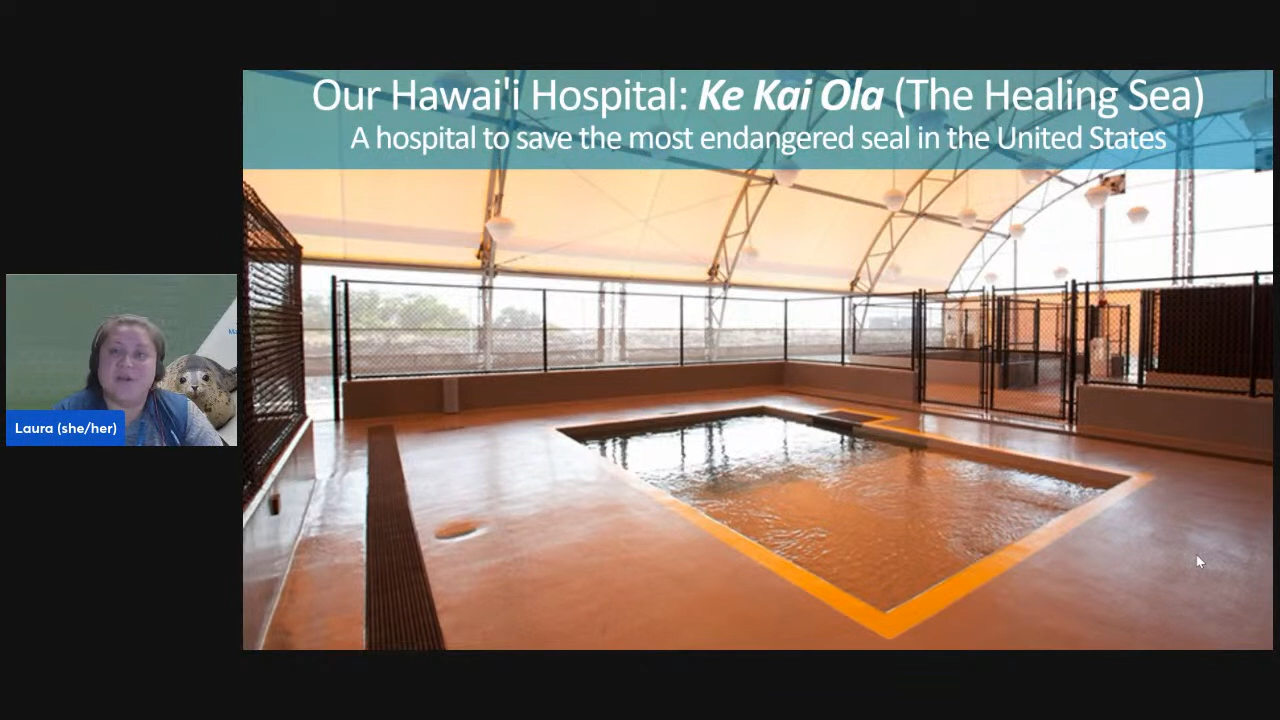 Our Hawai'i Hospital: Ke Kai Ola (The Healing Sea)
A hospital to save the most endangered seal in the United States
Laura (she/her)